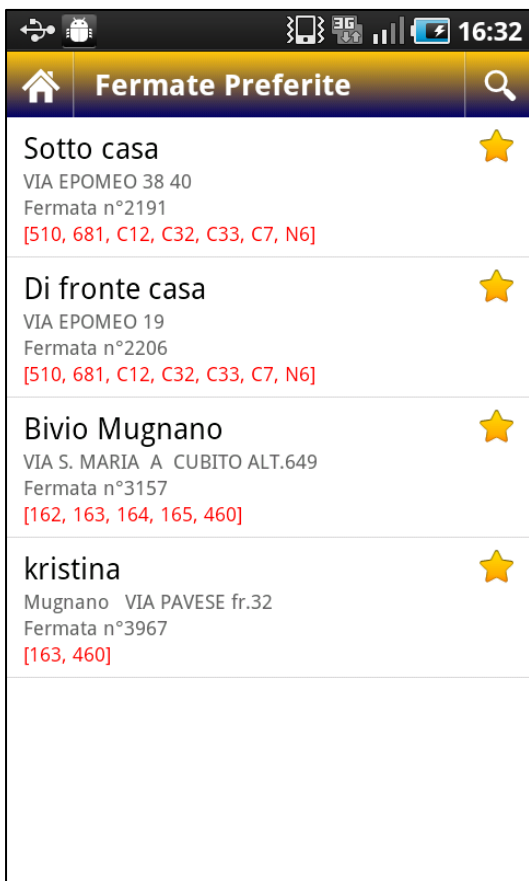 3G
16:32
Fermate Preferite
Sotto casa
VIA EPOMEO 38 40
Fermata n°2191
[510, 681, C12, C32, C33, C7, N6]
Di fronte casa
VIA EPOMEO 19
Fermata n°2206
[510, 681, C12, C32, C33, C7, N6]
Bivio Mugnano
VIA S. MARIA  A  CUBITO ALT.649
Fermata n°3157
[162, 163, 164, 165, 460]
kristina
Mugnano   VIA PAVESE fr.32
Fermata n°3967
[163, 460]